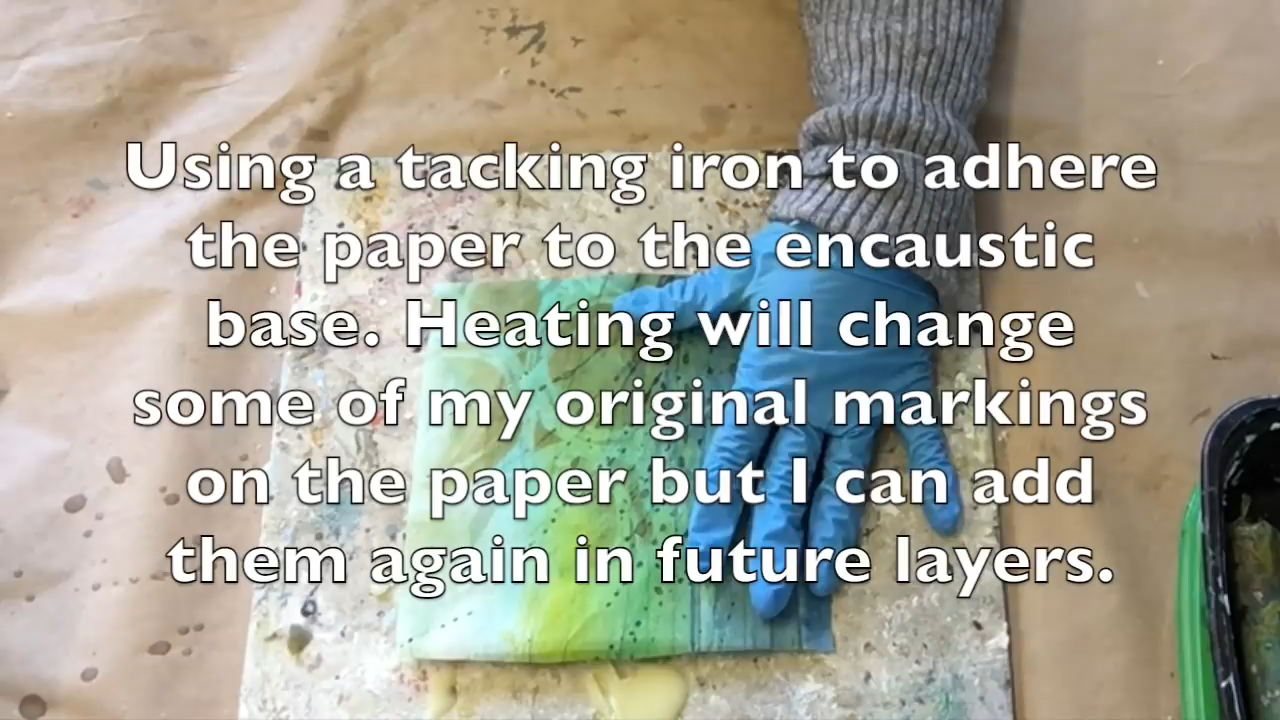 Using a tacking iron to adhere
the paper to the encaustic
base. Heating will change
some of my original markings
on the paper but I can add
them again in future layers.